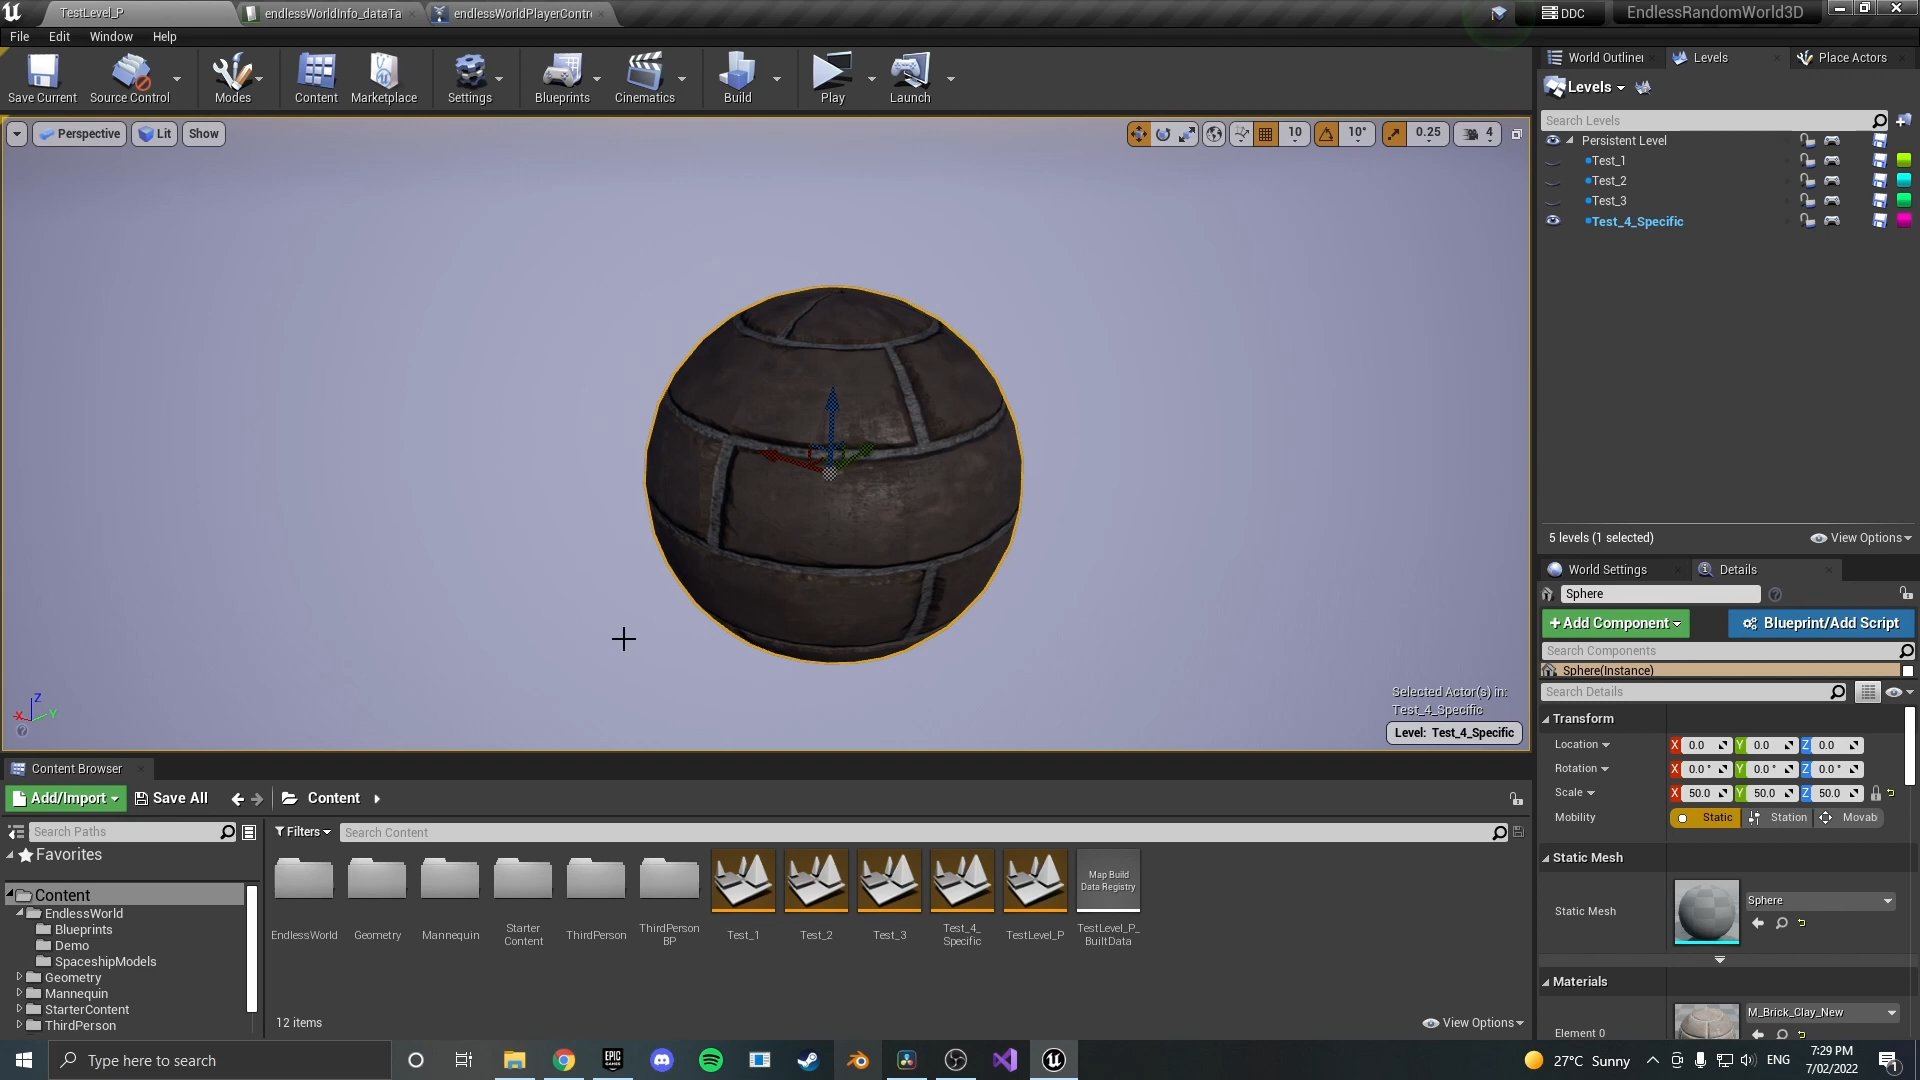 TestLevel_P
endlessWorldInfo_dataTa
endlessWorldPlayerContr
DDC
EndlessRandomWorld3D
File
Edit
Window
Help
Save Current
Source Control
Modes
Content
Marketplace
Settings
Blueprints
Cinematics
Build
Play
Launch
World Outliner
Levels
Place Actors
Levels
Search Levels
Persistent Level
Test_1
Test_2
Test_3
Test_4_Specific
5 levels (1 selected)
View Options
Perspective
Lit
Show
10
10°
0.25
4
Selected Actor(s) in:
Test_4_Specific
Level: Test_4_Specific
Z
X
Y
World Settings
Details
Sphere
+Add Component
Blueprint/Add Script
Search Components
Sphere(Instance)
Search Details
Transform
Location
X 0.0 Y 0.0 Z 0.0
Rotation
X 0.0 ° Y 0.0 ° Z 0.0 °
Scale
X 50.0 Y 50.0 Z 50.0
Mobility
Static
Station
Movab
Static Mesh
Static Mesh
Sphere
Materials
Element 0
M_Brick_Clay_New
Content Browser
Add/Import
Save All
Content
Search Paths
Filters
Search Content
Favorites
Content
EndlessWorld
Blueprints
Demo
SpaceshipModels
Geometry
Mannequin
StarterContent
ThirdPerson
EndlessWorld
Geometry
Mannequin
Starter
Content
ThirdPerson
ThirdPerson
BP
Test_1
Test_2
Test_3
Test_4_
Specific
TestLevel_P
Map Build
Data Registry
TestLevel_P_
BuiltData
12 items
View Options
Type here to search
EPIC
GAMES
27°C Sunny
ENG
7:29 PM
7/02/2022
1